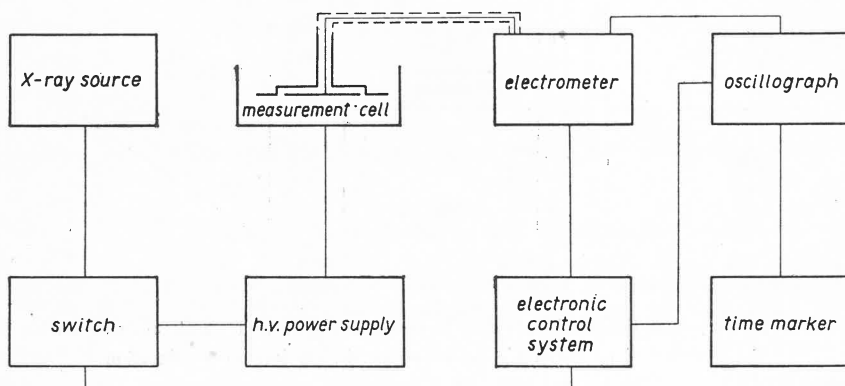 X-ray source
measurement cell
electrometer
oscillograph
switch
h.v. power supply
electronic
control
system
time marker